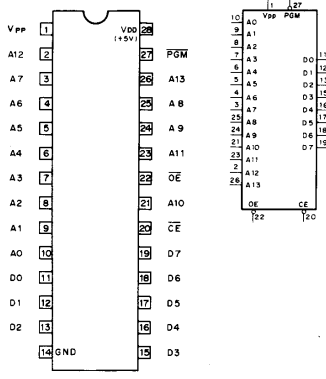 VPP 1 VDD 28
(+5V)
A12 2 27 PGM
A7 3 26 A13
A6 4 25 A8
A5 5 24 A9
A4 6 23 A11
A3 7 22 OE
A2 8 21 A10
A1 9 20 CE
A0 10 19 D7
D0 11 18 D6
D1 12 17 D5
D2 13 16 D4
14 GND 15 D3
1 27
Vpp PGM
10 A0
9 A1
8 A2
7 A3 D0 11
6 A4 D1 12
5 A5 D2 13
4 A6 D3 15
3 A7 D4 16
25 A8 D5 17
24 A9 D6 18
21 A10 D7 19
23 A11
2 A12
26 A13
OE CE
22 20